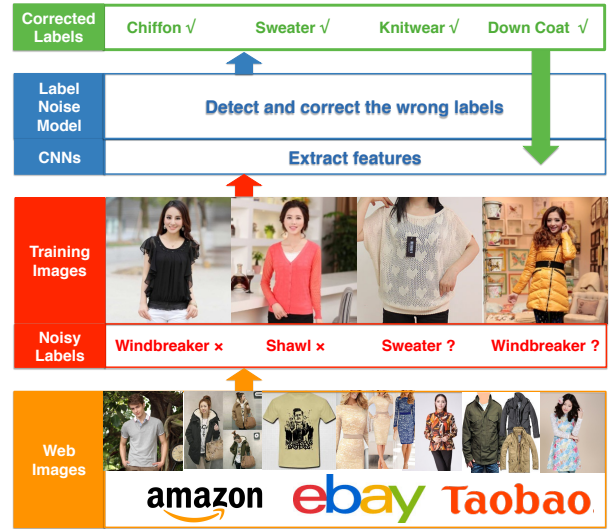 Corrected
Labels
Chiffon √ Sweater √ Knitwear √ Down Coat √
Label
Noise
Model
Detect and correct the wrong labels
CNNs
Extract features
Training
Images
Noisy
Labels
Windbreaker × Shawl × Sweater ? Windbreaker ?
Web
Images
amazon ebay Taobao